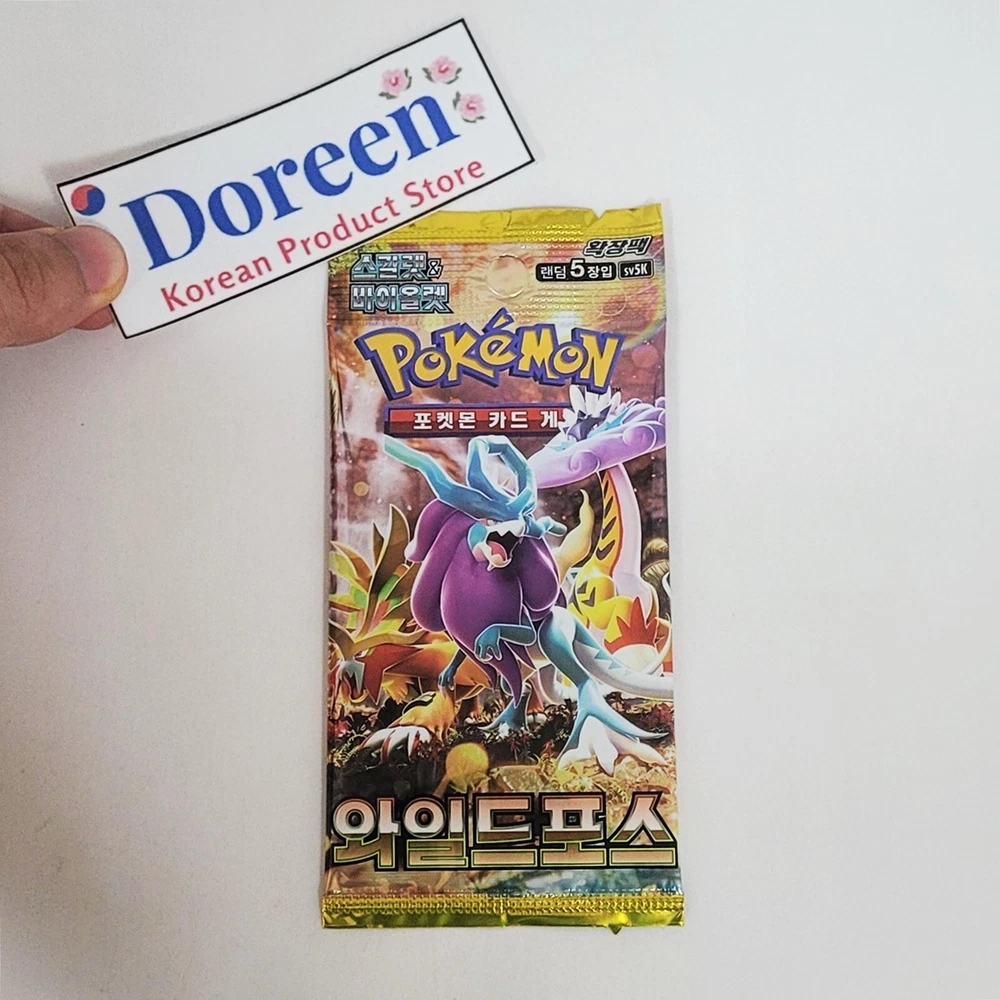 Doreen
Korean Product Store
스칼렛&
바이올렛
확장팩
랜덤 5 장입 sv5K
POKéMON
TM
포켓몬 카드 게
와일드포스